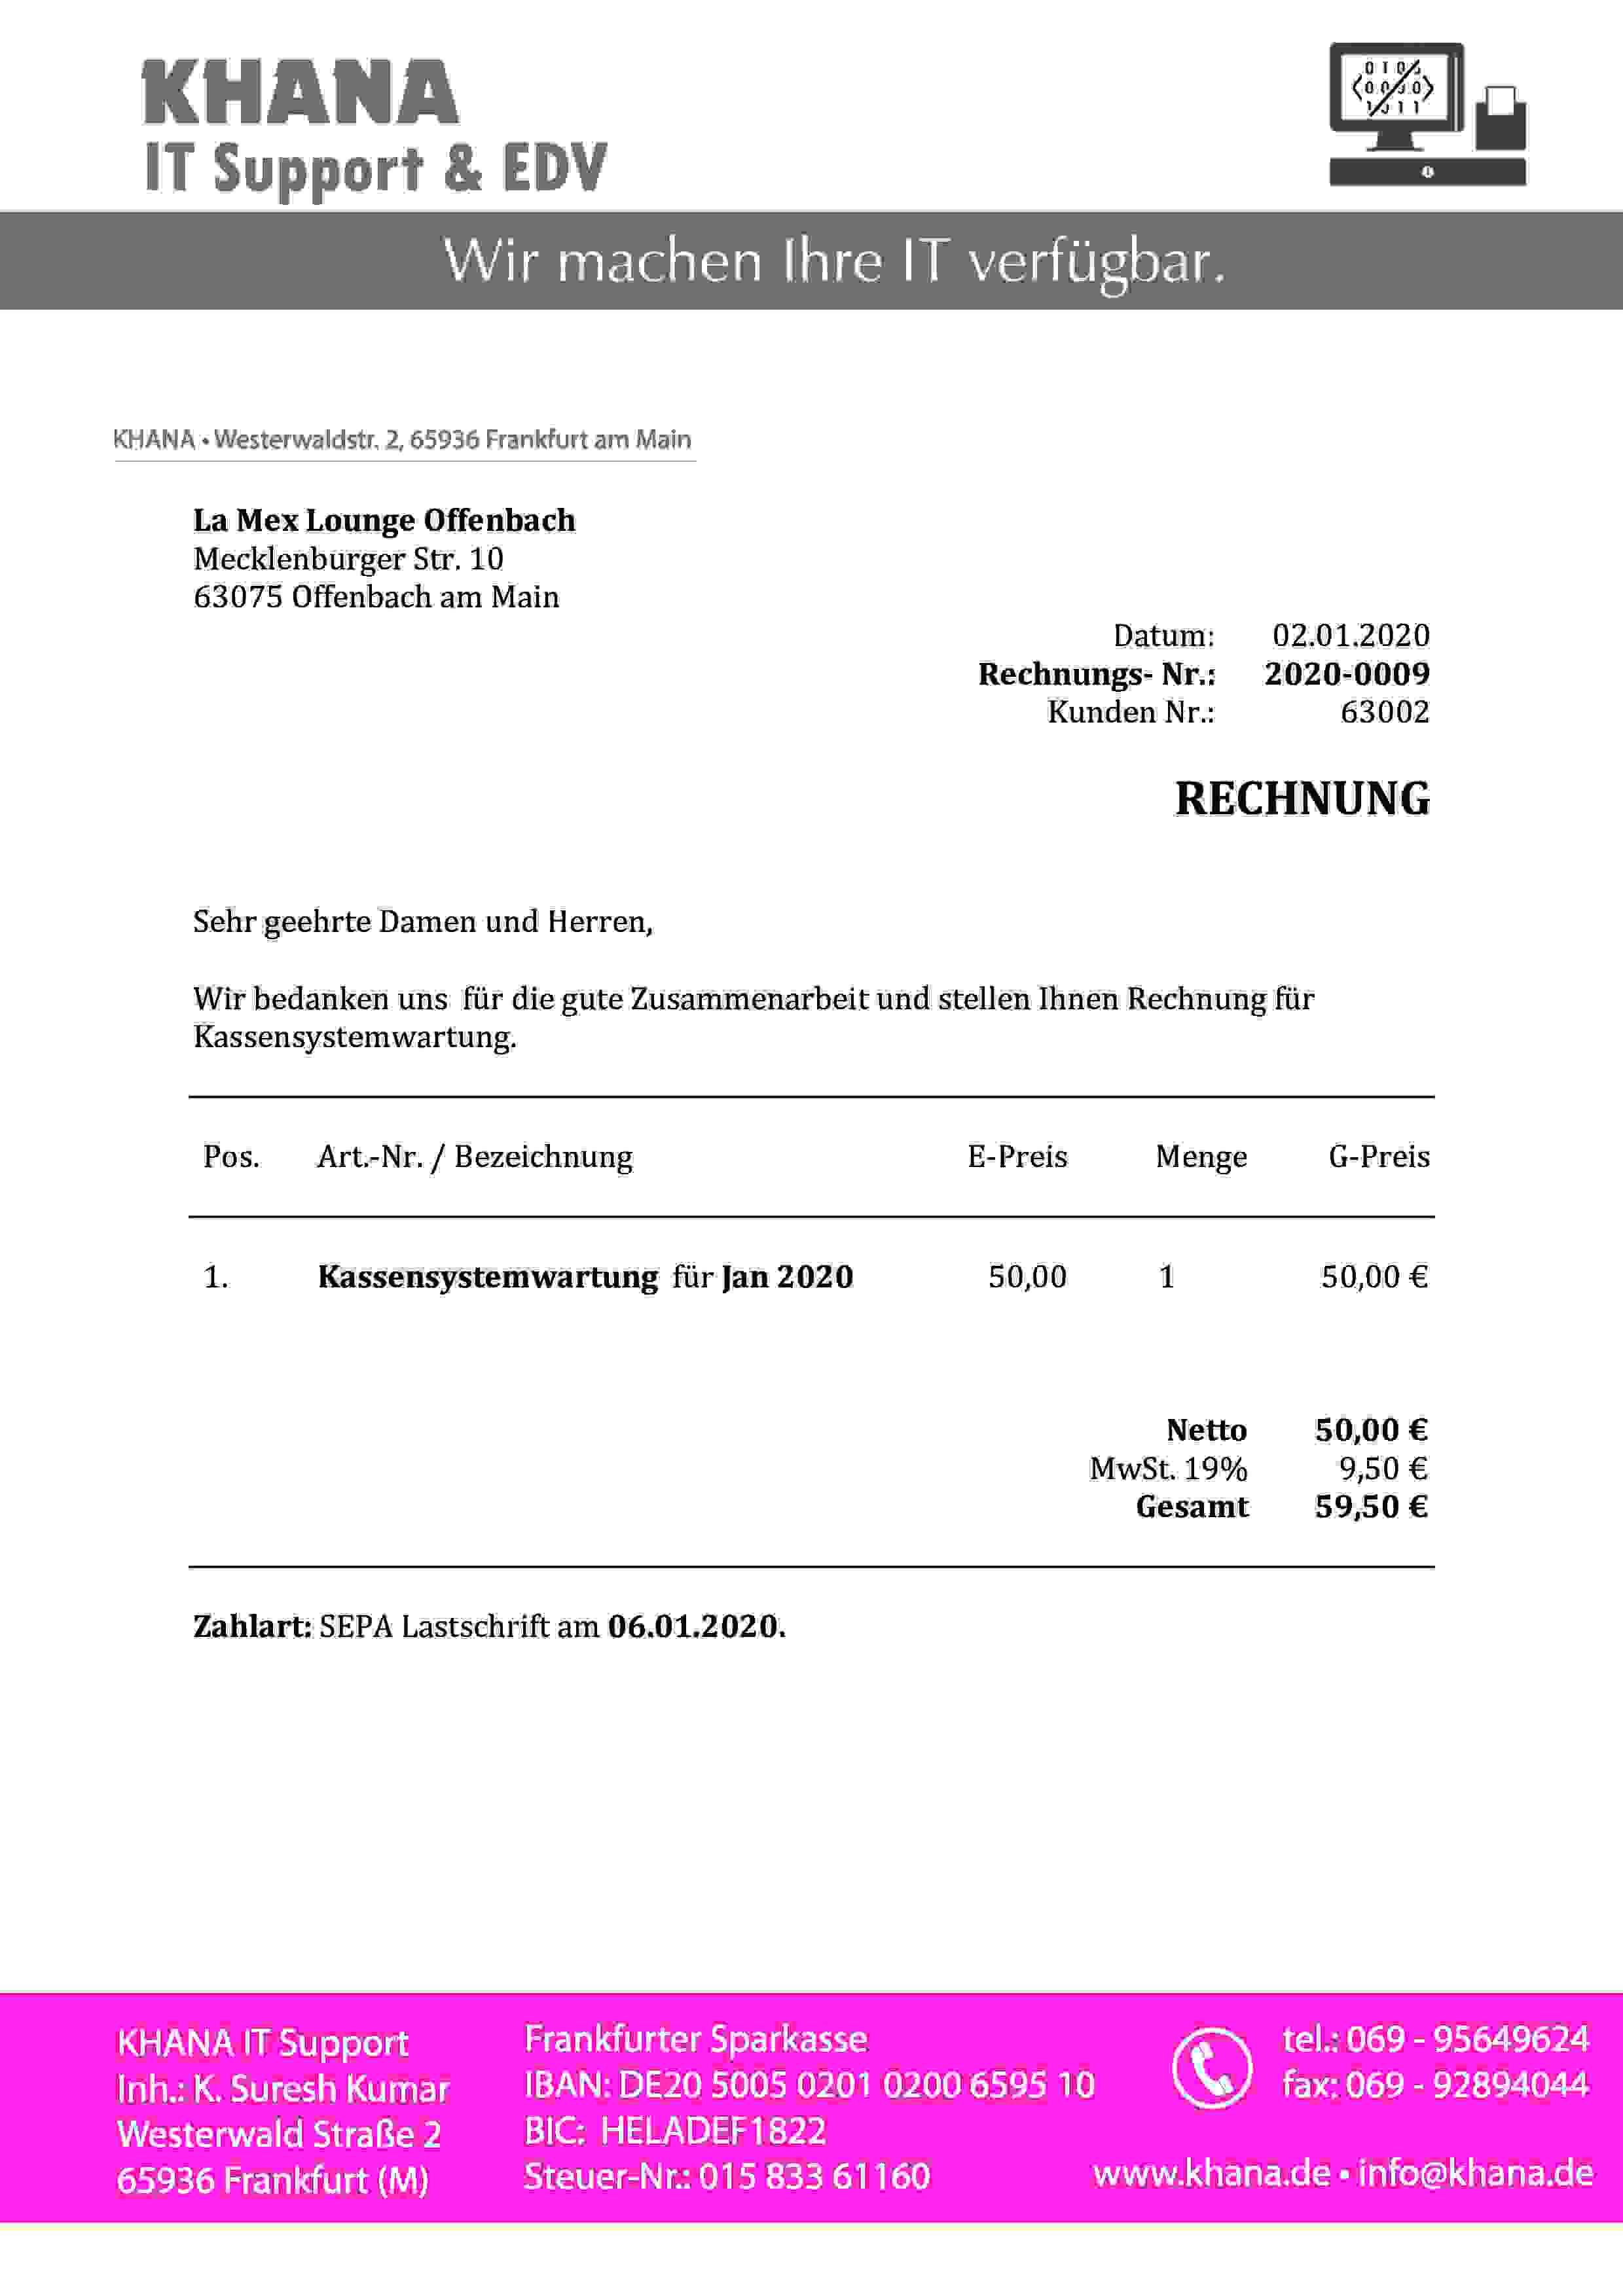 KHANA
IT Support & EDV
Wir machen Ihre IT verfügbar.
KHANA • Westerwaldstr. 2, 65936 Frankfurt am Main
La Mex Lounge Offenbach
Mecklenburger Str. 10
63075 Offenbach am Main
Datum: 02.01.2020
Rechnungs- Nr.: 2020-0009
Kunden Nr.: 63002
RECHNUNG
Sehr geehrte Damen und Herren,
Wir bedanken uns für die gute Zusammenarbeit und stellen Ihnen Rechnung für
Kassensystemwartung.
Pos. Art.-Nr. / Bezeichnung E-Preis Menge G-Preis
1. Kassensystemwartung für Jan 2020 50,00 1 50,00 €
Netto 50,00 €
MwSt. 19% 9,50 €
Gesamt 59,50 €
Zahlart: SEPA Lastschrift am 06.01.2020.
KHANA IT Support
Inh.: K. Suresh Kumar
Westerwald Straße 2
65936 Frankfurt (M)
Frankfurter Sparkasse
IBAN: DE20 5005 0201 0200 6595 10
BIC: HELADEF1822
Steuer-Nr.: 015 833 61160
tel.: 069 - 95649624
fax: 069 - 92894044
www.khana.de • info@khana.de